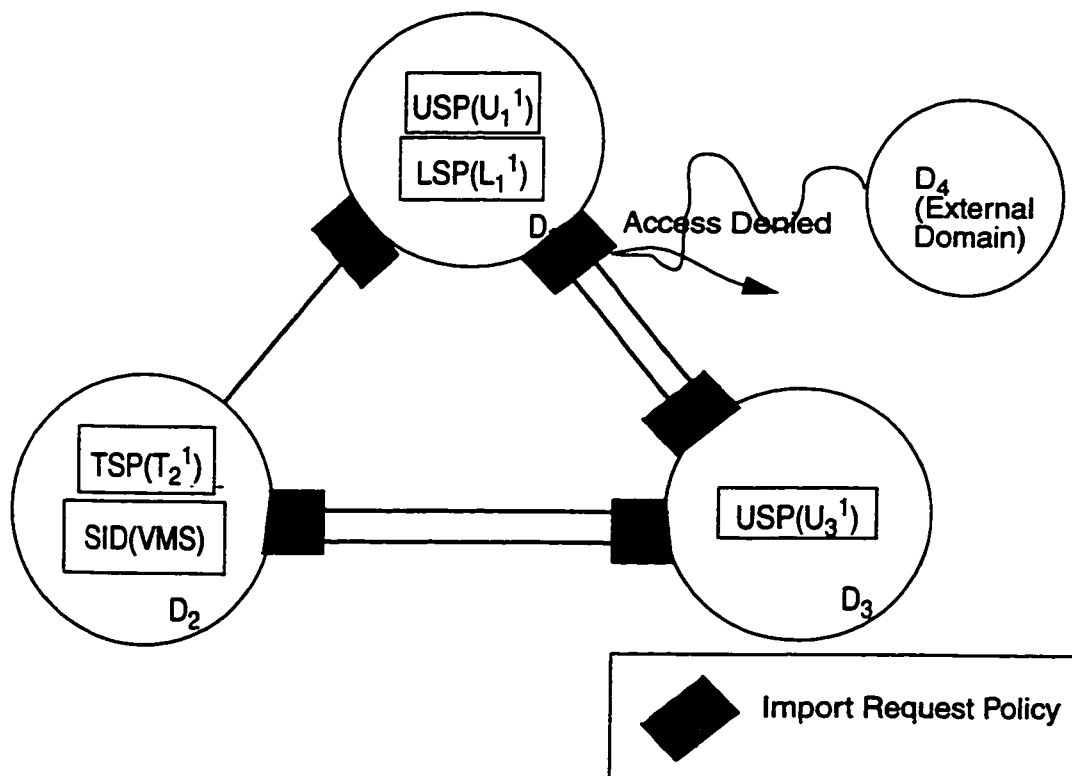 USP(U₁¹)
LSP(L₁¹)
D
Access Denied
D₄
(External
Domain)
TSP(T₂¹)
SID(VMS)
D₂
USP(U₃¹)
D₃
Import Request Policy